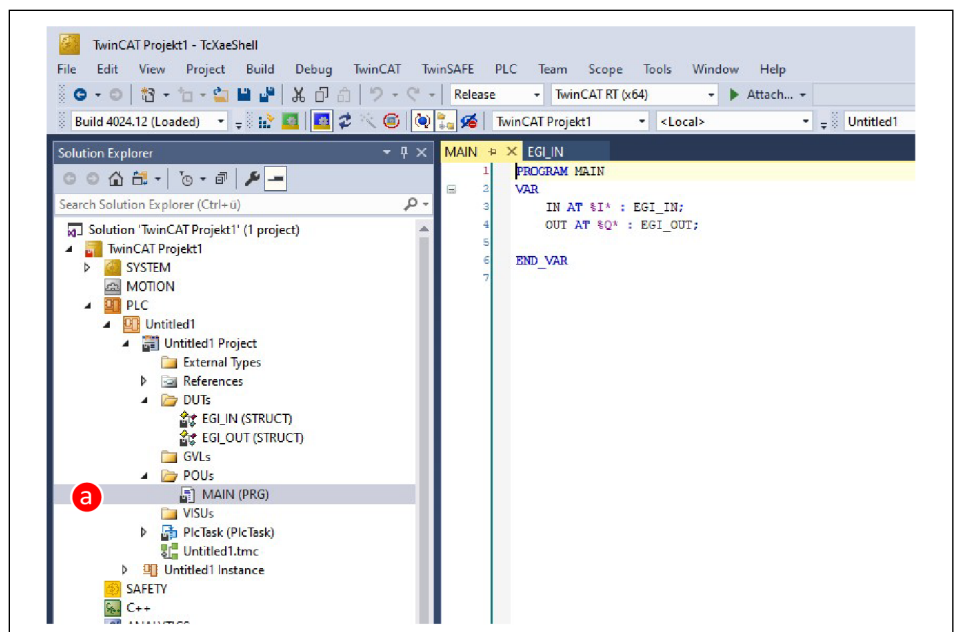 TwinCAT Projekt1 - TcXaeShell
File Edit View Project Build Debug TwinCAT TwinSAFE PLC Team Scope Tools Window Help
Release TwinCAT RT (x64) Attach...
Build 4024.12 (Loaded) TwinCAT Projekt1 <Local> Untitled1
Solution Explorer
Search Solution Explorer (Ctrl+ü)
Solution 'TwinCAT Projekt1' (1 project)
TwinCAT Projekt1
SYSTEM
MOTION
PLC
Untitled1
Untitled1 Project
External Types
References
DUTs
EGI_IN (STRUCT)
EGI_OUT (STRUCT)
GVLs
POUs
a MAIN (PRG)
VISUs
PlcTask (PlcTask)
Untitled1.tmc
Untitled1 Instance
SAFETY
C++
ANALYTICS
MAIN EGI_IN
1 PROGRAM MAIN
2 VAR
3 IN AT %I* : EGI_IN;
4 OUT AT %Q* : EGI_OUT;
5
6 END_VAR
7